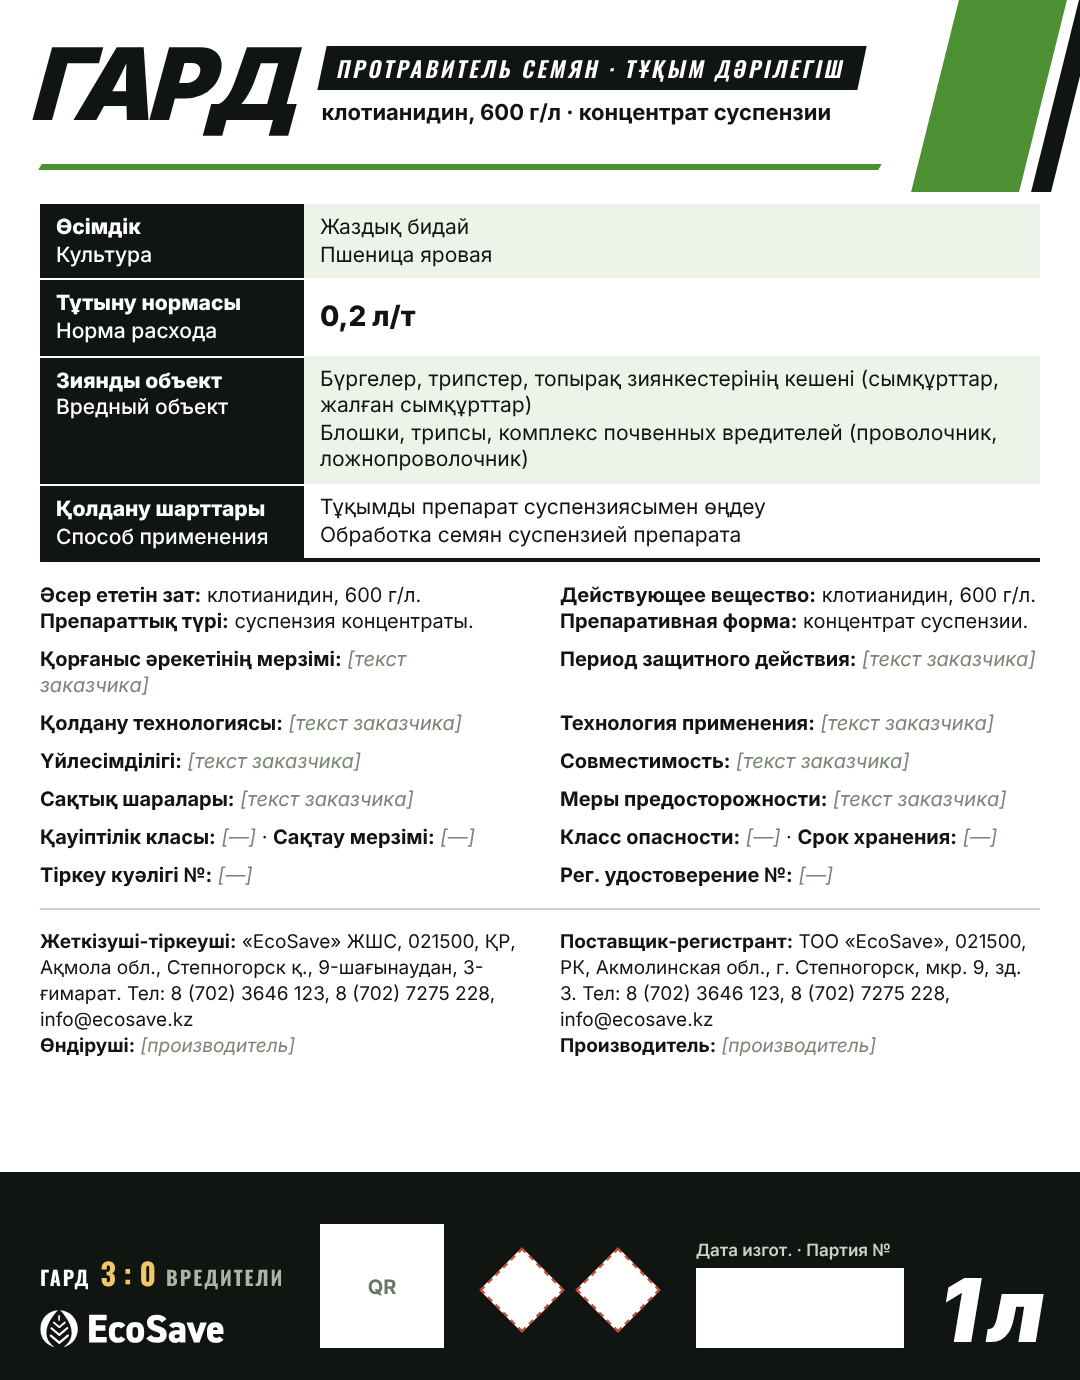 ГАРД
ПРОТРАВИТЕЛЬ СЕМЯН · ТҰҚЫМ ДӘРІЛЕГІШ
клотианидин, 600 г/л · концентрат суспензии
Өсімдік
Культура
Жаздық бидай
Пшеница яровая
Тұтыну нормасы
Норма расхода
0,2 л/т
Зиянды объект
Вредный объект
Бүргелер, трипстер, топырақ зиянкестерінің кешені (сымқұрттар,
жалған сымқұрттар)
Блошки, трипсы, комплекс почвенных вредителей (проволочник,
ложнопроволочник)
Қолдану шарттары
Способ применения
Тұқымды препарат суспензиясымен өңдеу
Обработка семян суспензией препарата
Әсер ететін зат: клотианидин, 600 г/л.
Препараттық түрі: суспензия концентраты.
Қорғаныс әрекетінің мерзімі: [текст
заказчика]
Қолдану технологиясы: [текст заказчика]
Үйлесімділігі: [текст заказчика]
Сақтық шаралары: [текст заказчика]
Қауіптілік класы: [—] · Сақтау мерзімі: [—]
Тіркеу куәлігі №: [—]
Действующее вещество: клотианидин, 600 г/л.
Препаративная форма: концентрат суспензии.
Период защитного действия: [текст заказчика]
Технология применения: [текст заказчика]
Совместимость: [текст заказчика]
Меры предосторожности: [текст заказчика]
Класс опасности: [—] · Срок хранения: [—]
Рег. удостоверение №: [—]
Жеткізуші-тіркеуші: «EcoSave» ЖШС, 021500, ҚР,
Ақмола обл., Степногорск қ., 9-шағынаудан, 3-
ғимарат. Тел: 8 (702) 3646 123, 8 (702) 7275 228,
info@ecosave.kz
Өндіруші: [производитель]
Поставщик-регистрант: ТОО «EcoSave», 021500,
РК, Акмолинская обл., г. Степногорск, мкр. 9, зд.
3. Тел: 8 (702) 3646 123, 8 (702) 7275 228,
info@ecosave.kz
Производитель: [производитель]
ГАРД 3 : 0 ВРЕДИТЕЛИ
EcoSave
QR
Дата изгот. · Партия №
1л